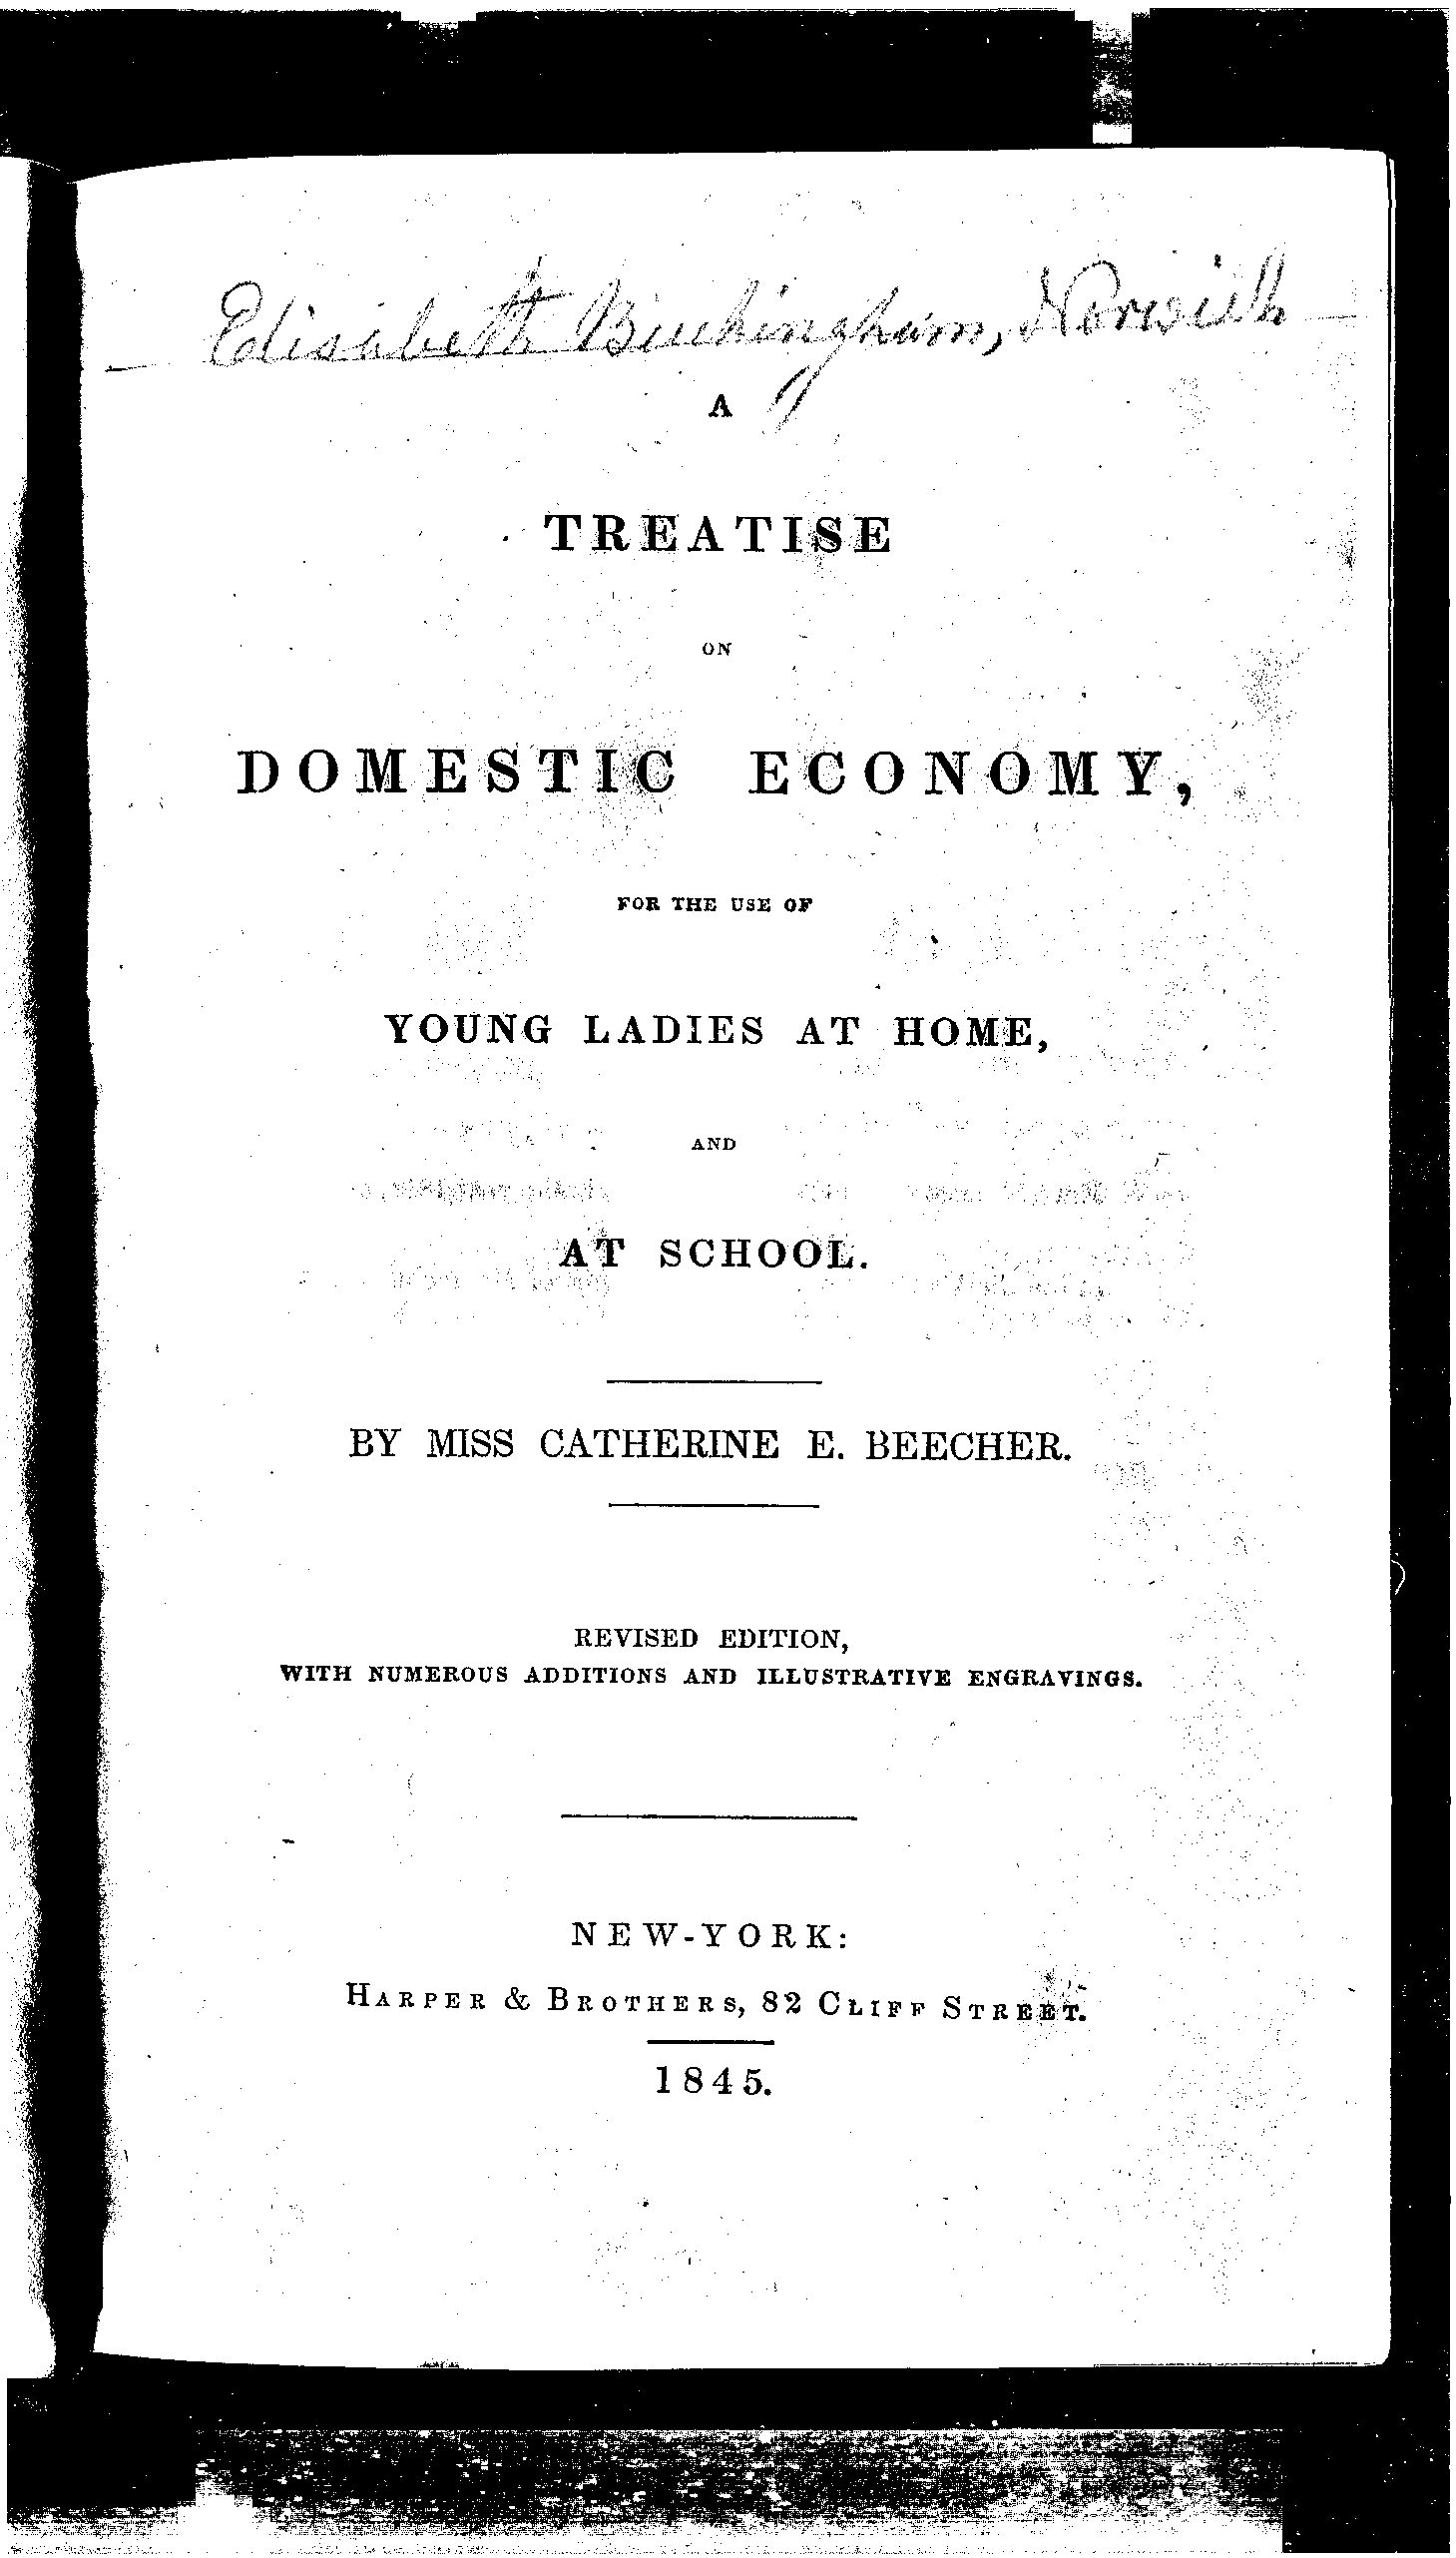 Elisabeth Buckingham, Norwich
A
TREATISE
ON
DOMESTIC ECONOMY,
FOR THE USE OF
YOUNG LADIES AT HOME,
AND
AT SCHOOL.
BY MISS CATHERINE E. BEECHER.
REVISED EDITION,
WITH NUMEROUS ADDITIONS AND ILLUSTRATIVE ENGRAVINGS.
NEW-YORK:
HARPER & BROTHERS, 82 CLIFF STREET.
1845.